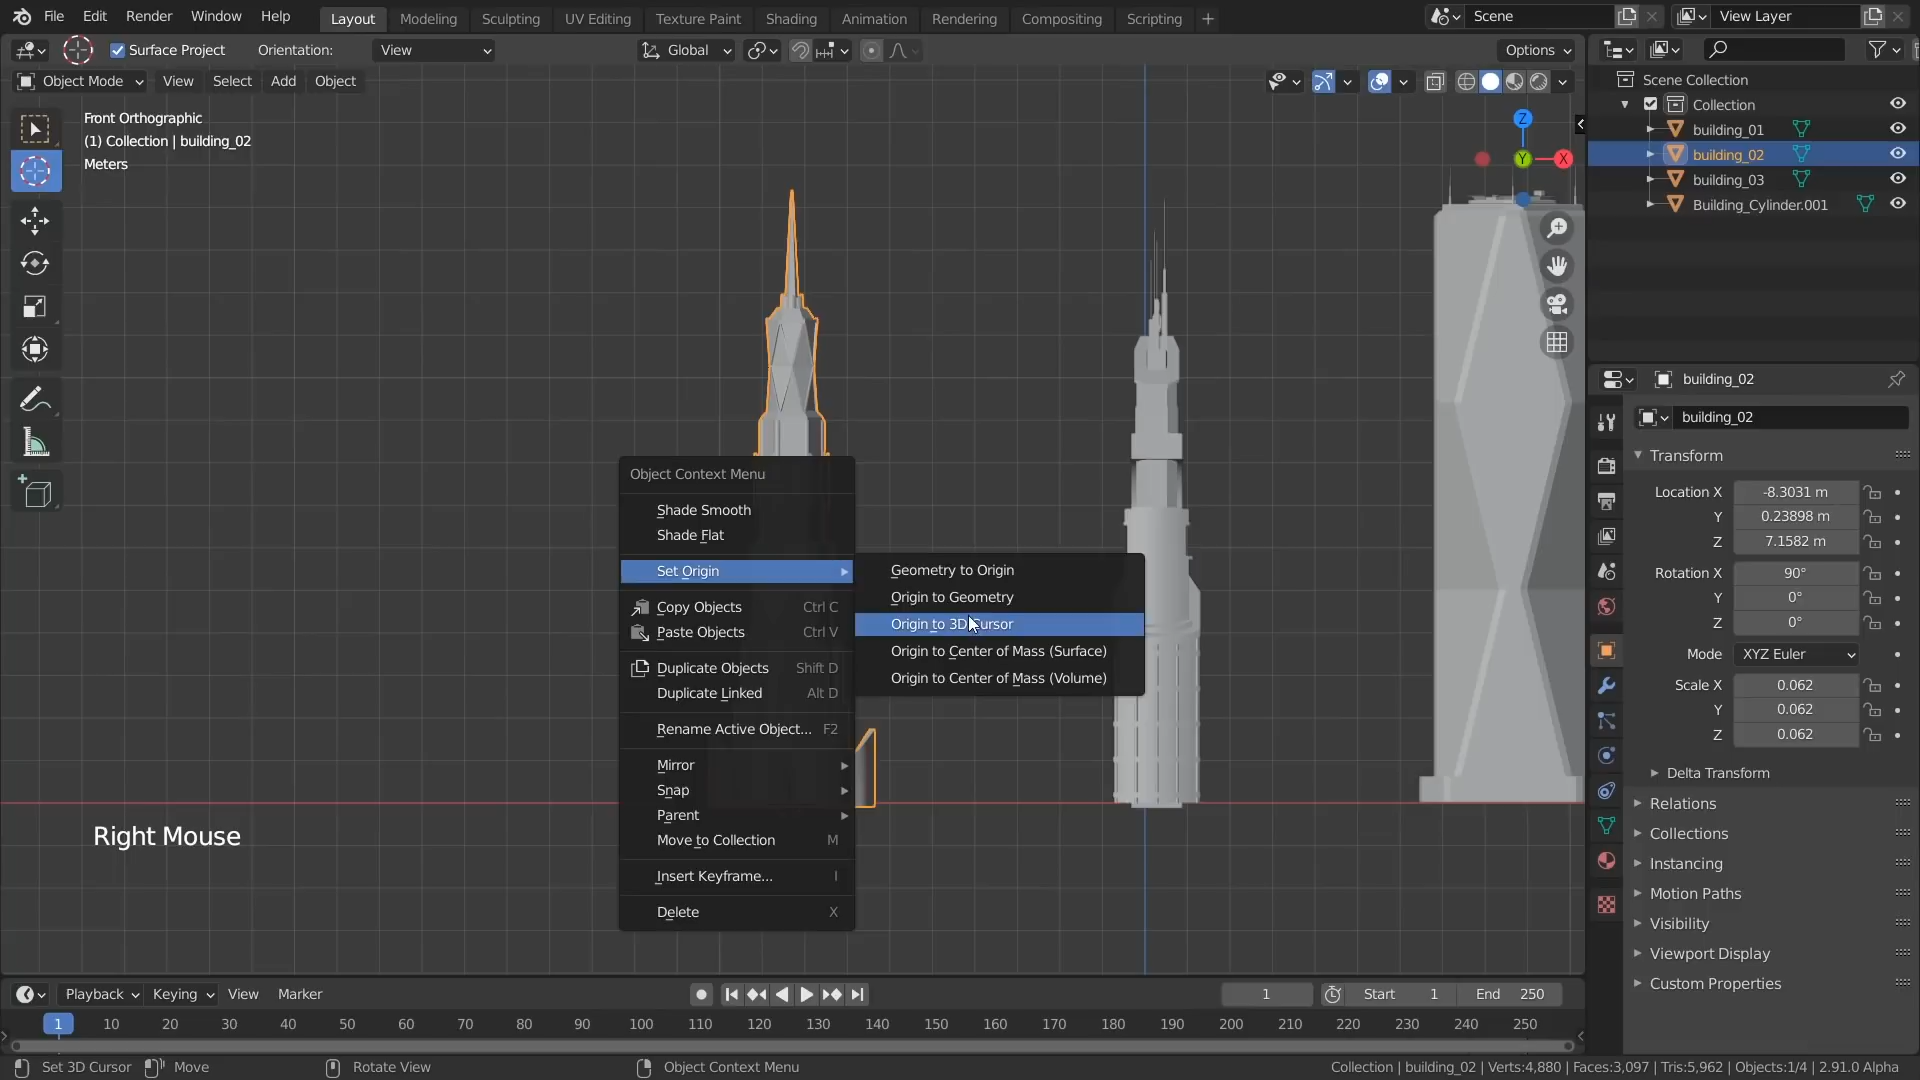 File Edit Render Window Help
Layout Modeling Sculpting UV Editing Texture Paint Shading Animation Rendering Compositing Scripting +
Scene
View Layer
Surface Project Orientation: View
Global
Options
Object Mode View Select Add Object
Front Orthographic
(1) Collection | building_02
Meters
Z
Y
X
Scene Collection
Collection
building_01
building_02
building_03
Building_Cylinder.001
Object Context Menu
Shade Smooth
Shade Flat
Set Origin
Copy Objects Ctrl C
Paste Objects Ctrl V
Duplicate Objects Shift D
Duplicate Linked Alt D
Rename Active Object... F2
Mirror
Snap
Parent
Move to Collection M
Insert Keyframe... I
Delete X
Geometry to Origin
Origin to Geometry
Origin to 3D Cursor
Origin to Center of Mass (Surface)
Origin to Center of Mass (Volume)
Right Mouse
building_02
building_02
Transform
Location X -8.3031 m
Y 0.23898 m
Z 7.1582 m
Rotation X 90°
Y 0°
Z 0°
Mode XYZ Euler
Scale X 0.062
Y 0.062
Z 0.062
Delta Transform
Relations
Collections
Instancing
Motion Paths
Visibility
Viewport Display
Custom Properties
Playback Keying View Marker
1 Start 1 End 250
1 10 20 30 40 50 60 70 80 90 100 110 120 130 140 150 160 170 180 190 200 210 220 230 240 250
Set 3D Cursor Move Rotate View Object Context Menu
Collection | building_02 | Verts:4,880 | Faces:3,097 | Tris:5,962 | Objects:1/4 | 2.91.0 Alpha